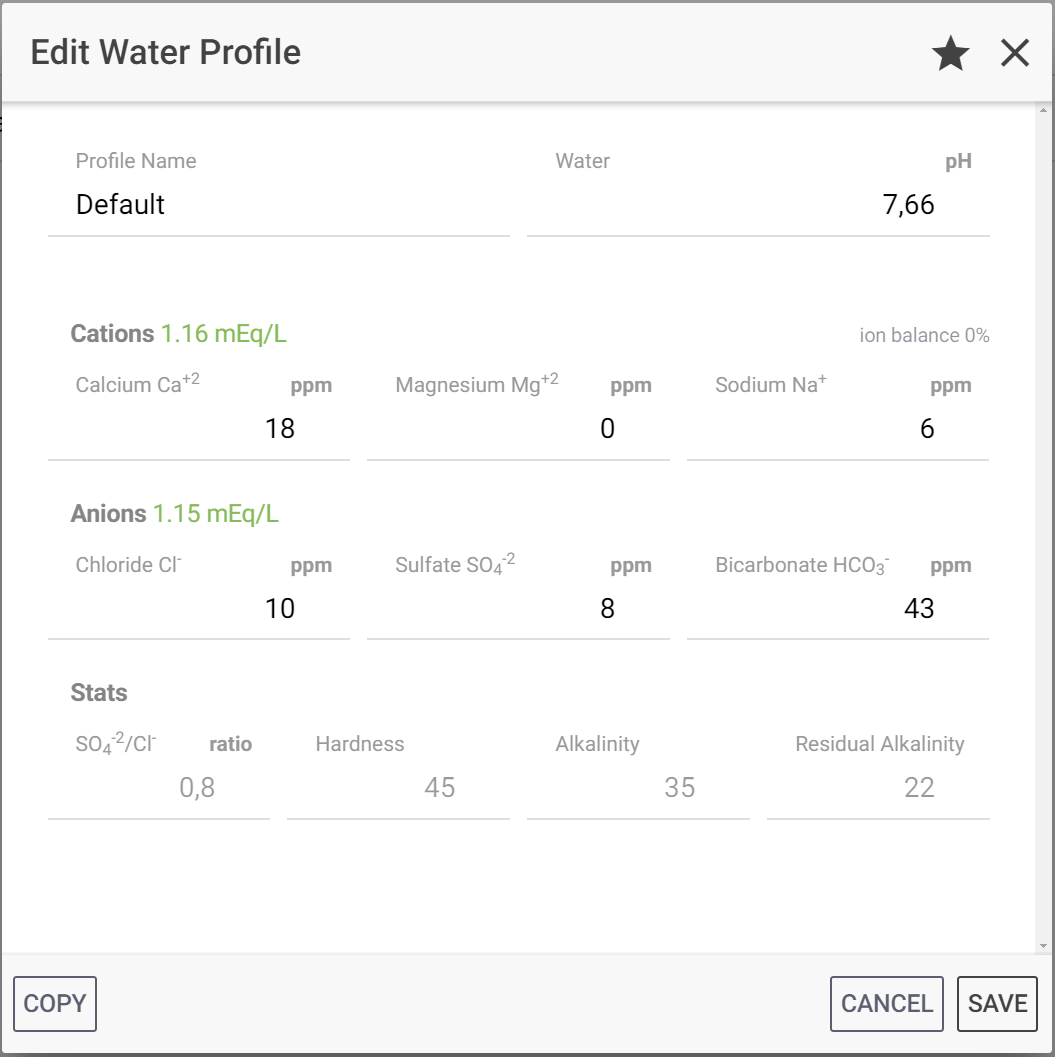 Edit Water Profile
Profile Name Water pH
Default 7,66
Cations 1.16 mEq/L ion balance 0%
Calcium Ca⁺² ppm Magnesium Mg⁺² ppm Sodium Na⁺ ppm
18 0 6
Anions 1.15 mEq/L
Chloride Cl⁻ ppm Sulfate SO₄⁻² ppm Bicarbonate HCO₃⁻ ppm
10 8 43
Stats
SO₄⁻²/Cl⁻ ratio Hardness Alkalinity Residual Alkalinity
0,8 45 35 22
COPY CANCEL SAVE